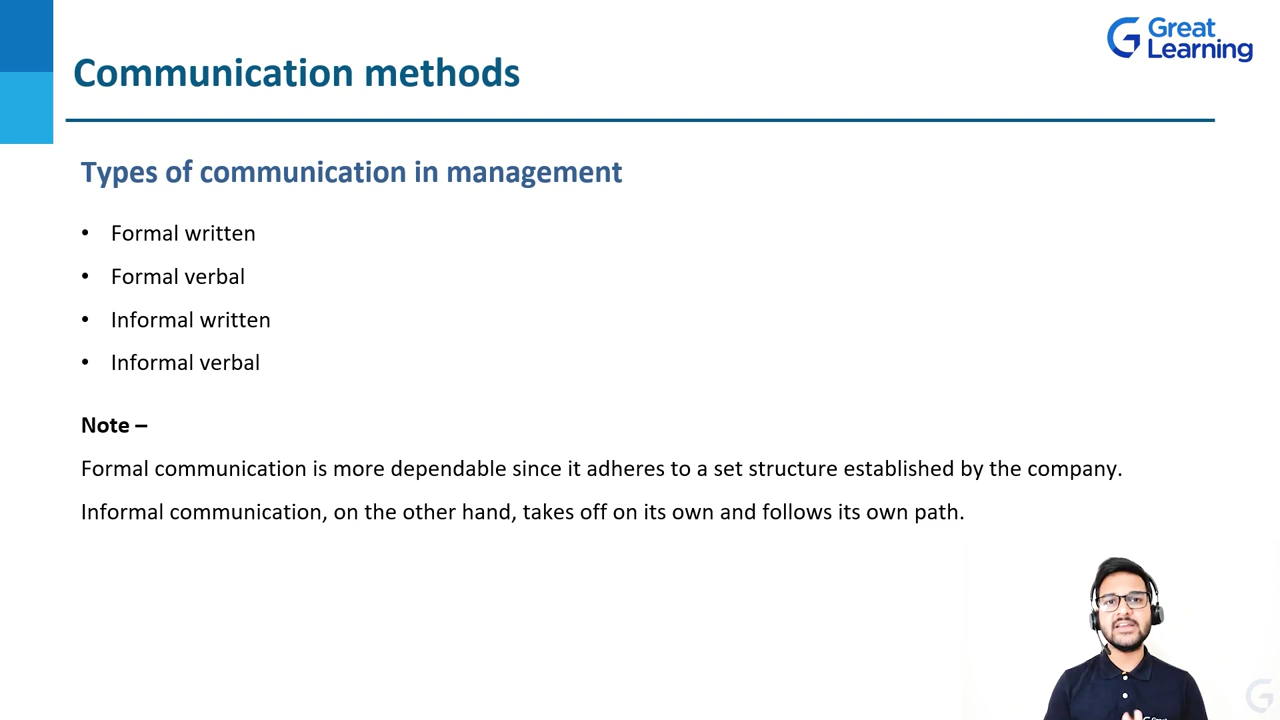 Great
Learning
Communication methods
Types of communication in management
• Formal written
• Formal verbal
• Informal written
• Informal verbal
Note –
Formal communication is more dependable since it adheres to a set structure established by the company.
Informal communication, on the other hand, takes off on its own and follows its own path.